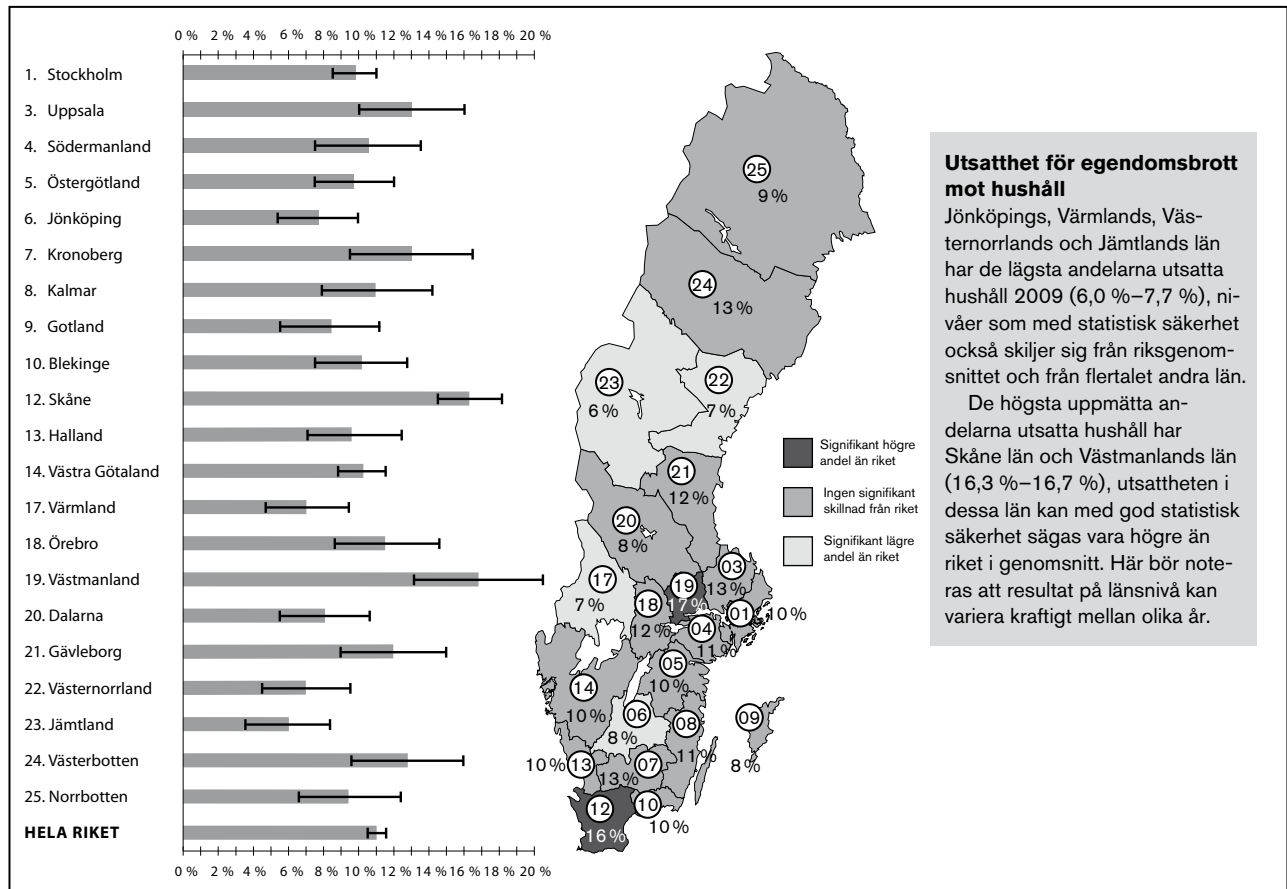 0 % 2 % 4 % 6 % 8 % 10 % 12 % 14 % 16 % 18 % 20 %
1. Stockholm
3. Uppsala
4. Södermanland
5. Östergötland
6. Jönköping
7. Kronoberg
8. Kalmar
9. Gotland
10. Blekinge
12. Skåne
13. Halland
14. Västra Götaland
17. Värmland
18. Örebro
19. Västmanland
20. Dalarna
21. Gävleborg
22. Västernorrland
23. Jämtland
24. Västerbotten
25. Norrbotten
HELA RIKET
0 % 2 % 4 % 6 % 8 % 10 % 12 % 14 % 16 % 18 % 20 %
25
9 %
24
13 %
23
6 %
22
7 %
21
12 %
20
8 %
03
13 %
17
7 %
19
17 %
18
12 %
01
10 %
04
11 %
05
10 %
14
10 %
06
8 %
08
11 %
09
8 %
13
10 %
07
13 %
12
16 %
10
10 %
Signifikant högre
andel än riket
Ingen signifikant
skillnad från riket
Signifikant lägre
andel än riket
Utsatthet för egendomsbrott
mot hushåll
Jönköpings, Värmlands, Väs-
ternorrlands och Jämtlands län
har de lägsta andelarna utsatta
hushåll 2009 (6,0 %–7,7 %), ni-
våer som med statistisk säkerhet
också skiljer sig från riksgenom-
snittet och från flertalet andra län.
De högsta uppmätta an-
delarna utsatta hushåll har
Skåne län och Västmanlands län
(16,3 %–16,7 %), utsattheten i
dessa län kan med god statistisk
säkerhet sägas vara högre än
riket i genomsnitt. Här bör note-
ras att resultat på länsnivå kan
variera kraftigt mellan olika år.